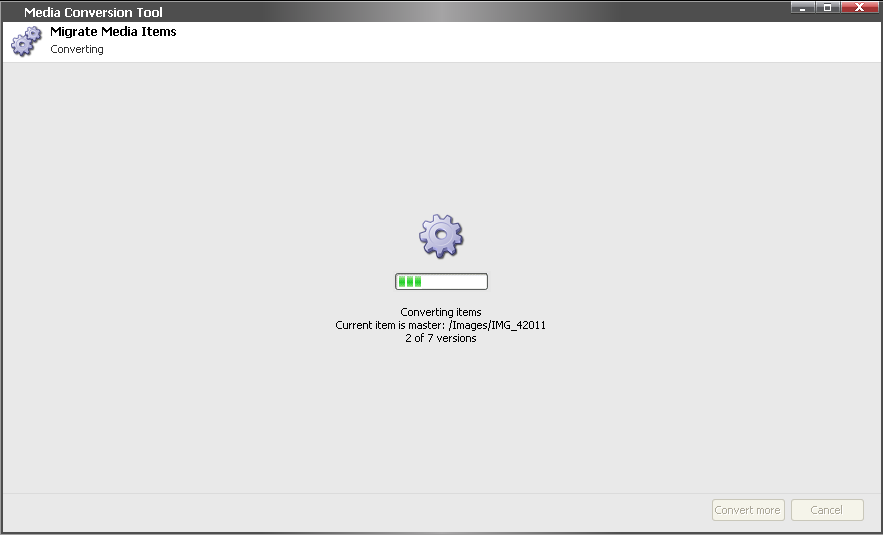 Media Conversion Tool
Migrate Media Items
Converting
Converting items
Current item is master: /Images/IMG_42011
2 of 7 versions
Convert more
Cancel